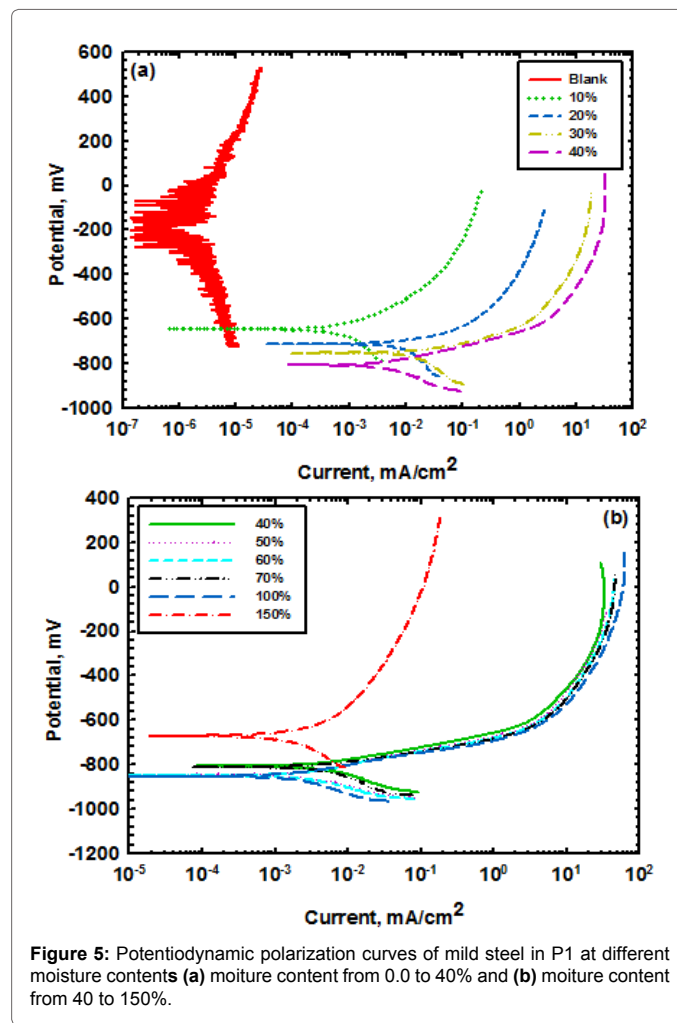 600
(a)
Blank
10%
20%
30%
40%
400
200
0
-200
-400
-600
-800
-1000
Potential, mV
10-7 10-6 10-5 10-4 10-3 10-2 10-1 100 101 102
Current, mA/cm2
400
(b)
40%
50%
60%
70%
100%
150%
200
0
-200
-400
-600
-800
-1000
-1200
Potential, mV
10-5 10-4 10-3 10-2 10-1 100 101 102
Current, mA/cm2
Figure 5: Potentiodynamic polarization curves of mild steel in P1 at different
moisture contents (a) moiture content from 0.0 to 40% and (b) moiture content
from 40 to 150%.